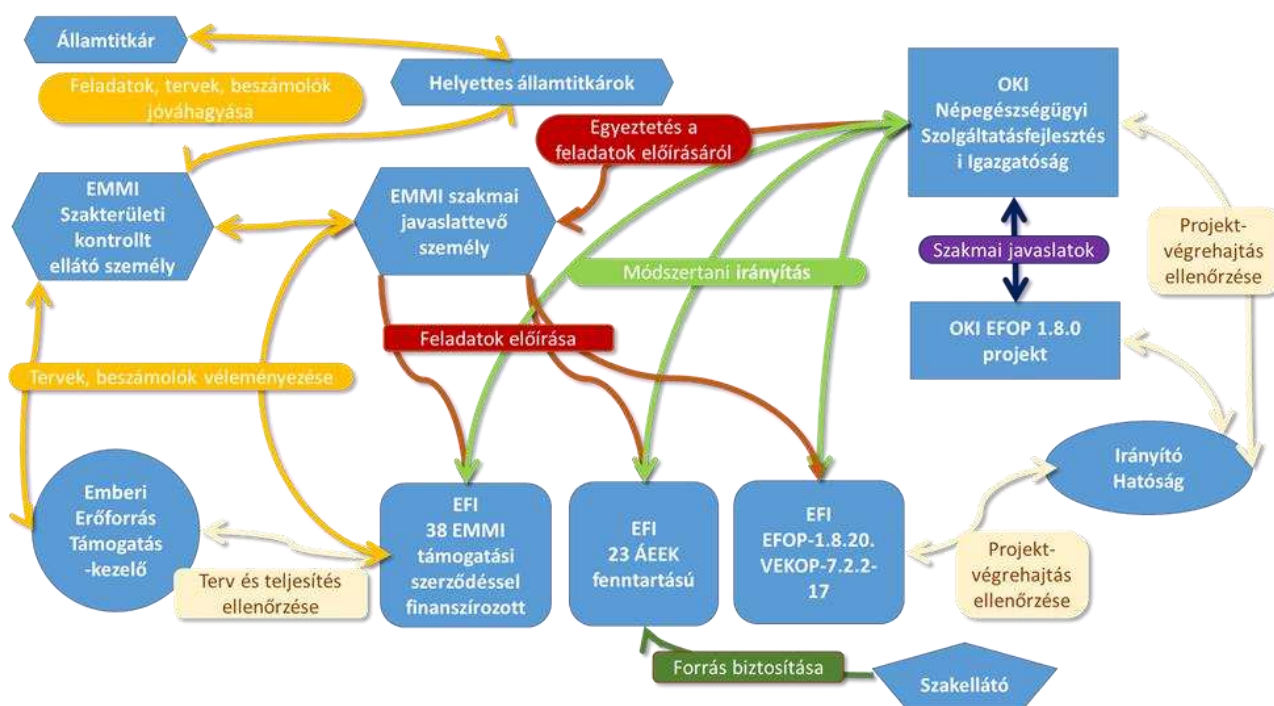 Államtitkár
Feladatok, tervek, beszámolók
jóváhagyása
Helyettes államtitkárok
OKI
Népegészségügyi
Szolgáltatásfejlesztés
i Igazgatóság
Egyeztetés a
feladatok előírásáról
EMMI
Szakterületi
kontrollt
ellátó személy
EMMI szakmai
javaslattevő
személy
Projekt-
végrehajtás
ellenőrzése
Szakmai javaslatok
Módszertani irányítás
Feladatok előírása
OKI EFOP 1.8.0
projekt
Tervek, beszámolók véleményezése
Irányító
Hatóság
Emberi
Erőforrás
Támogatás
-kezelő
EFI
38 EMMI
támogatási
szerződéssel
finanszírozott
EFI
23 ÁEEK
fenntartású
EFI
EFOP-1.8.20.
VEKOP-7.2.2-
17
Projekt-
végrehajtás
ellenőrzése
Terv és teljesítés
ellenőrzése
Forrás biztosítása
Szakellátó